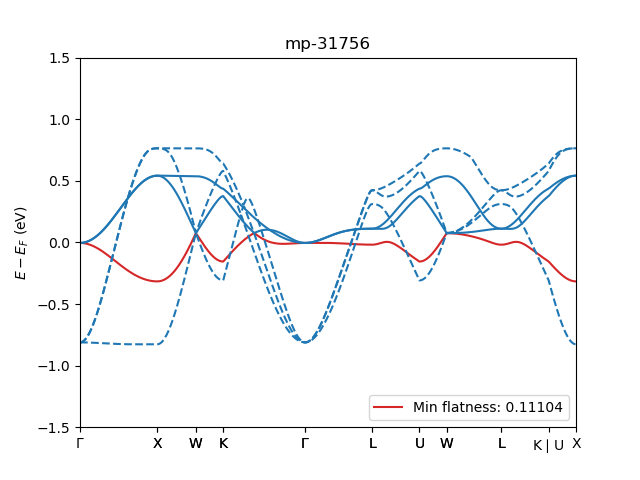 mp-31756
1.5
1.0
0.5
0.0
−0.5
−1.0
−1.5
E − E_F (eV)
Min flatness: 0.11104
Γ X W K Γ L U W L K | U X